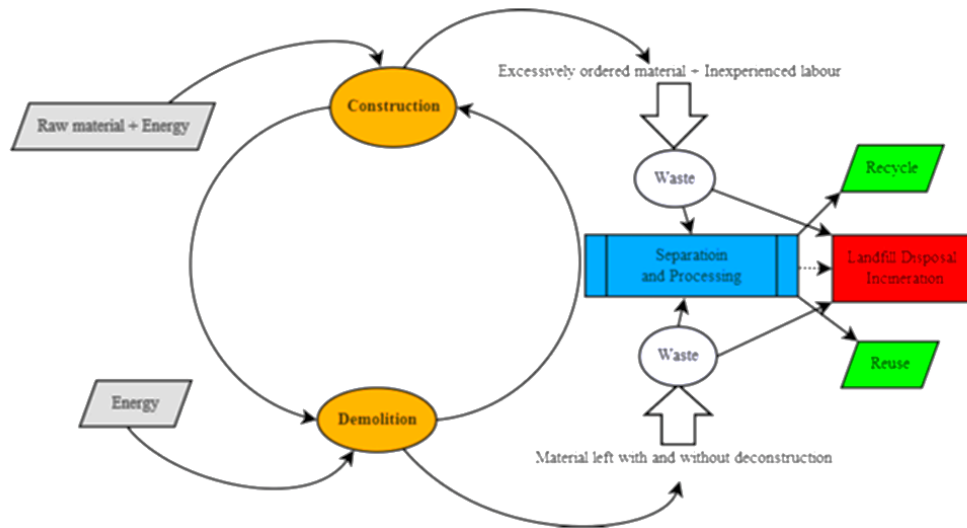 Excessively ordered material + Inexperienced labour
Construction
Raw material + Energy
Waste
Recycle
Separatioin
and Processing
Landfill Disposal
Incineration
Waste
Reuse
Energy
Demolition
Material left with and without deconstruction